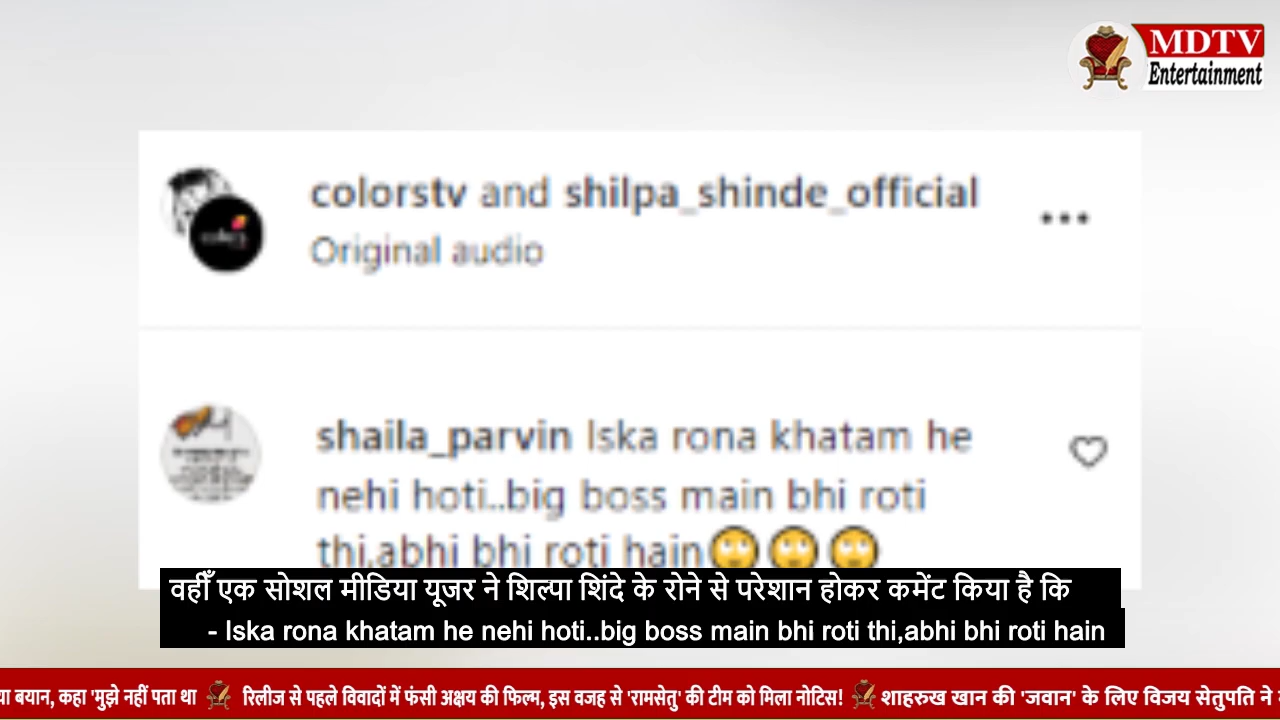 MDTV
Entertainment
colorstv and shilpa_shinde_official
Original audio
shaila_parvin Iska rona khatam he
nehi hoti..big boss main bhi roti
thi,abhi bhi roti hain🙄🙄🙄
वहीँ एक सोशल मीडिया यूजर ने शिल्पा शिंदे के रोने से परेशान होकर कमेंट किया है कि
- Iska rona khatam he nehi hoti..big boss main bhi roti thi,abhi bhi roti hain
बयान, कहा 'मुझे नहीं पता था रिलीज से पहले विवादों में फंसी अक्षय की फिल्म, इस वजह से 'रामसेतु' की टीम को मिला नोटिस! शाहरुख खान की 'जवान' के लिए विजय सेतुपति ने